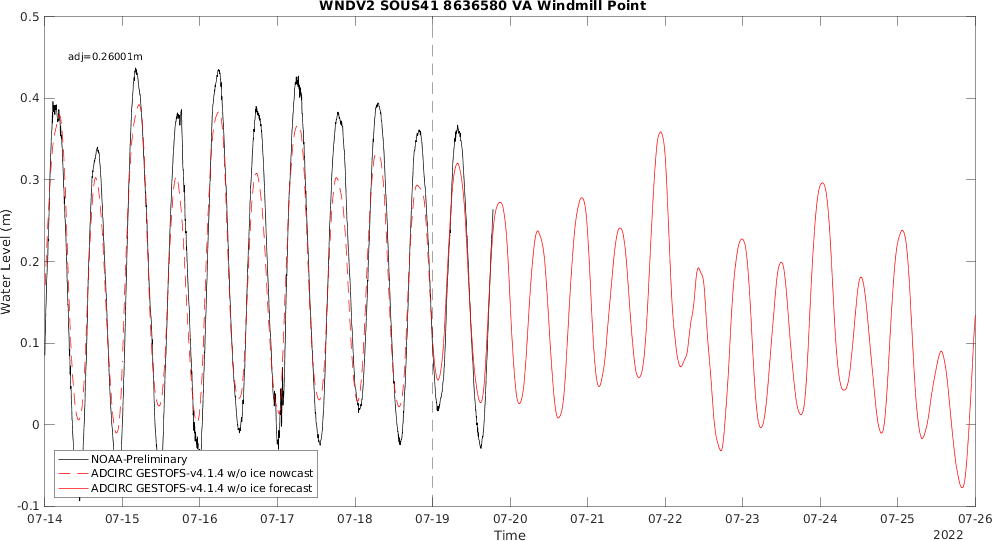 WNDV2 SOUS41 8636580 VA Windmill Point
adj=0.26001m
Water Level (m)
0.5
0.4
0.3
0.2
0.1
0
-0.1
NOAA-Preliminary
ADCIRC GESTOFS-v4.1.4 w/o ice nowcast
ADCIRC GESTOFS-v4.1.4 w/o ice forecast
07-14 07-15 07-16 07-17 07-18 07-19 07-20 07-21 07-22 07-23 07-24 07-25 07-26
Time
2022